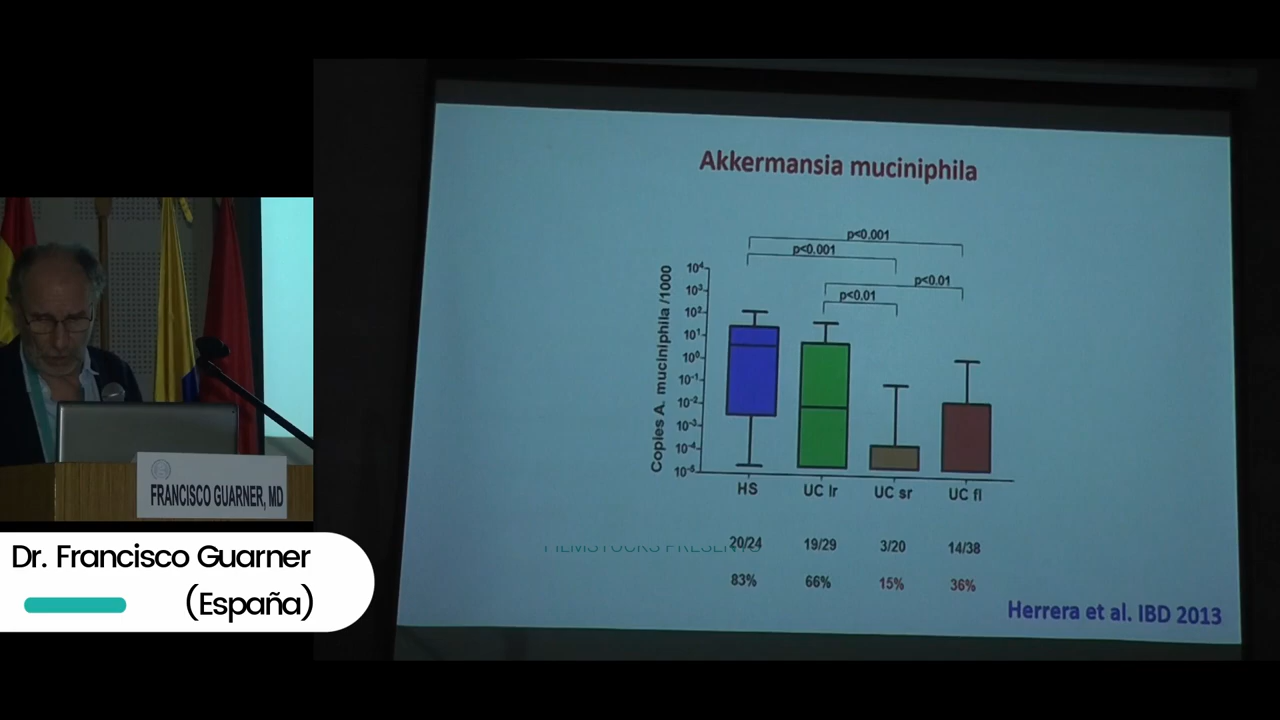 Akkermansia muciniphila
p<0.001
p<0.001
p<0.01
p<0.01
Copies A. muciniphila /1000
10⁴
10³
10²
10¹
10⁰
10⁻¹
10⁻²
10⁻³
10⁻⁴
10⁻⁵
HS UC lr UC sr UC fl
20/24 19/29 3/20 14/38
83% 66% 15% 36%
Herrera et al. IBD 2013
FRANCISCO GUARNER, MD
Dr. Francisco Guarner
(España)